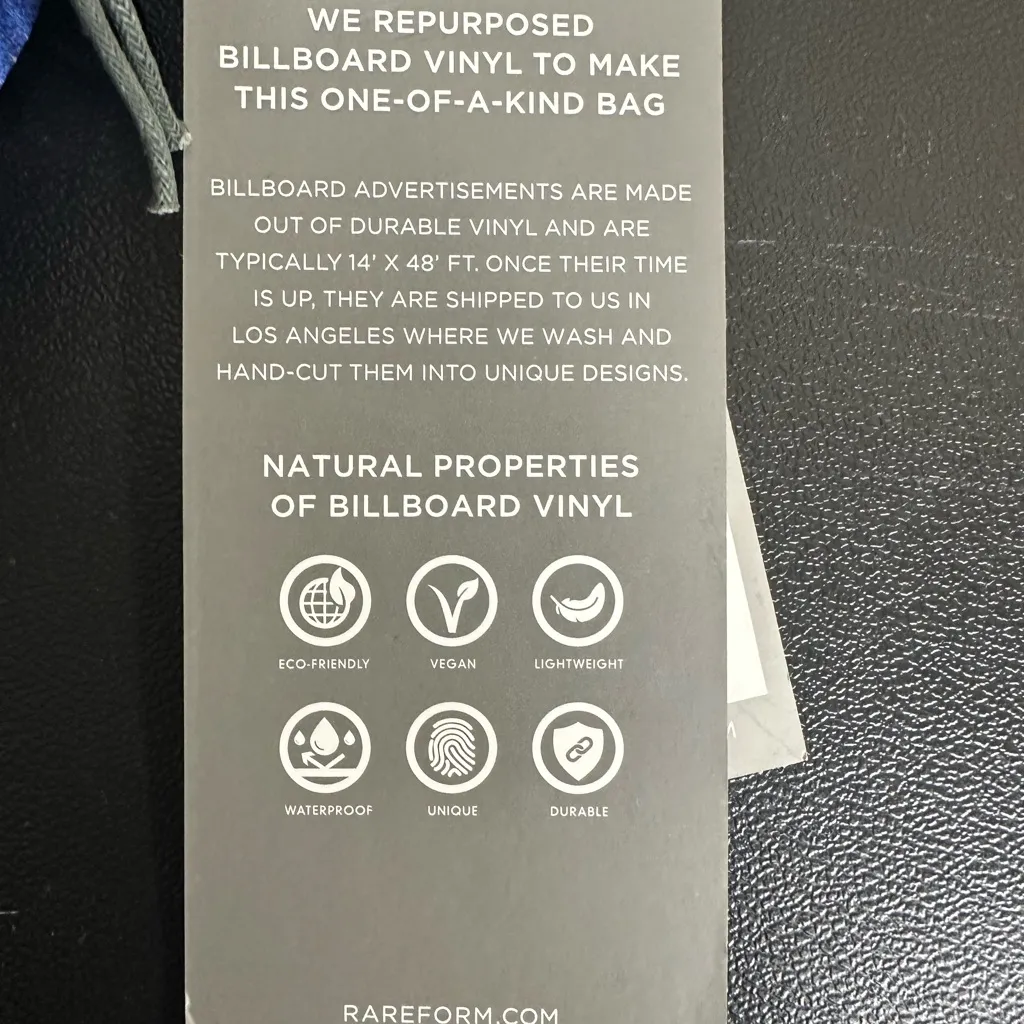 WE REPURPOSED
BILLBOARD VINYL TO MAKE
THIS ONE-OF-A-KIND BAG
BILLBOARD ADVERTISEMENTS ARE MADE
OUT OF DURABLE VINYL AND ARE
TYPICALLY 14' X 48' FT. ONCE THEIR TIME
IS UP, THEY ARE SHIPPED TO US IN
LOS ANGELES WHERE WE WASH AND
HAND-CUT THEM INTO UNIQUE DESIGNS.
NATURAL PROPERTIES
OF BILLBOARD VINYL
ECO-FRIENDLY VEGAN LIGHTWEIGHT
WATERPROOF UNIQUE DURABLE
RAREFORM.COM